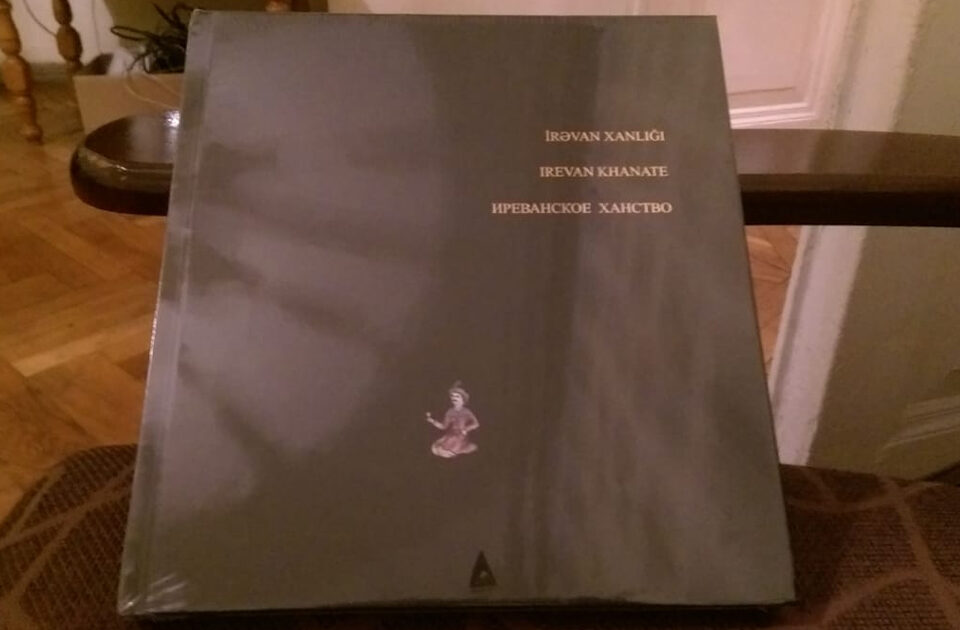 İRƏVAN XANLIĞI
IREVAN KHANATE
ИРЕВАНСКОЕ ХАНСТВО